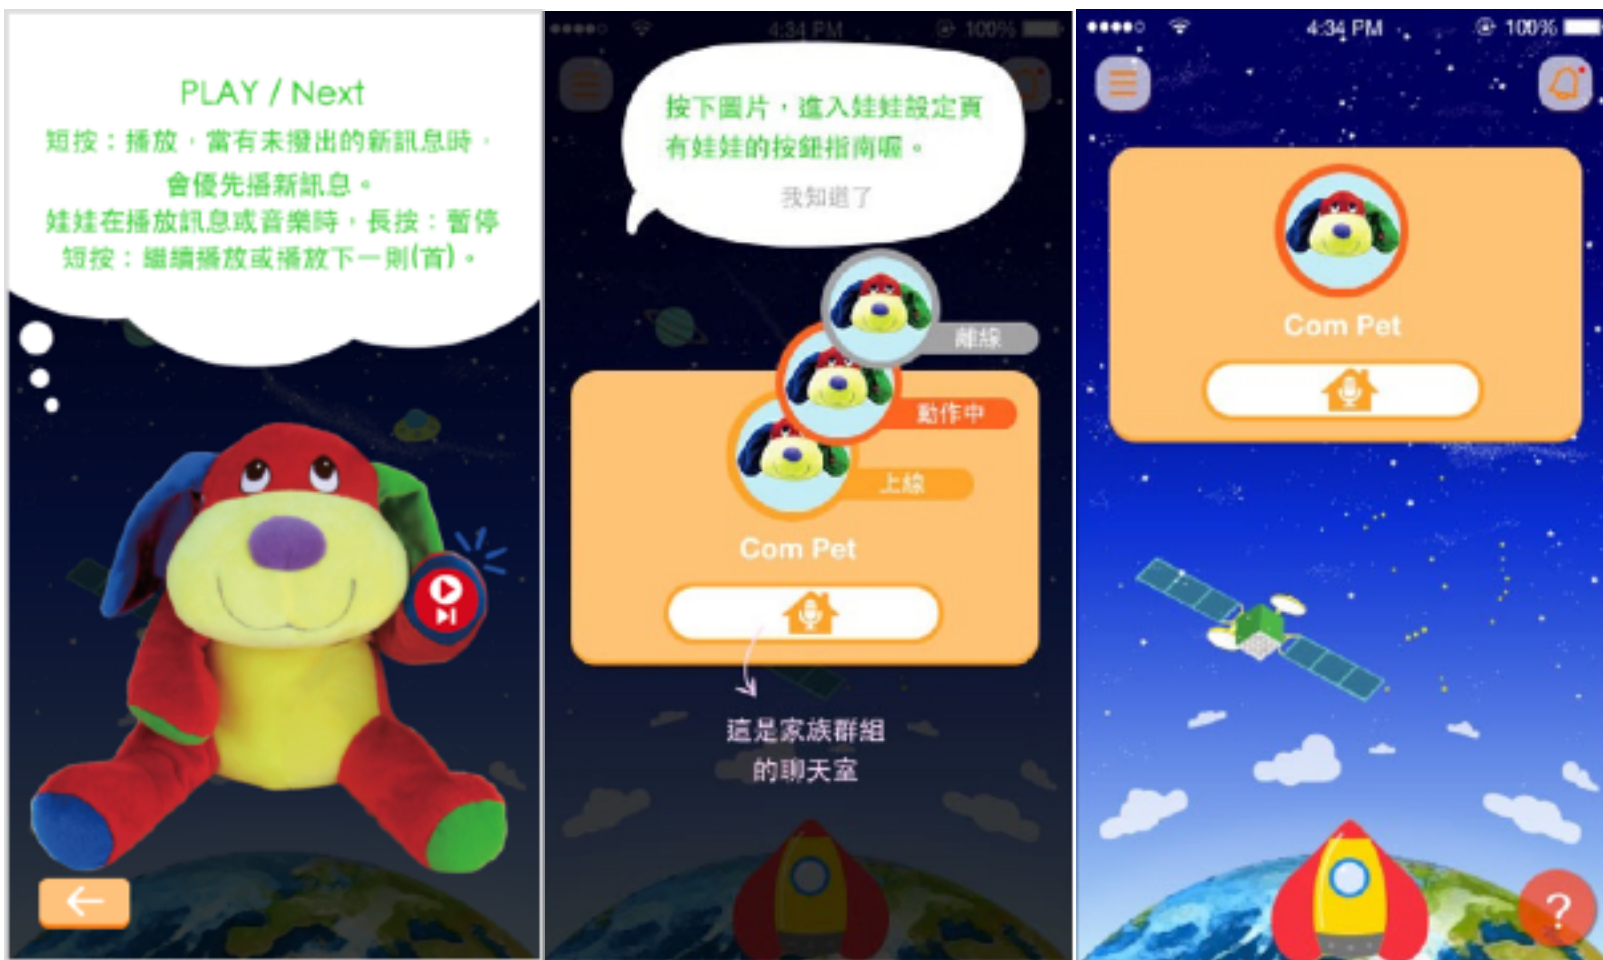 PLAY / Next
短按：播放，當有未撥出的新訊息時，
會優先播新訊息。
娃娃在播放訊息或音樂時，長按：暫停
短按：繼續播放或播放下一則(首)。
4:34 PM
100%
按下圖片，進入娃娃設定頁
有娃娃的按鈕指南喔。
我知道了
離線
動作中
上線
Com Pet
這是家族群組
的聊天室
4:34 PM
100%
Com Pet
?